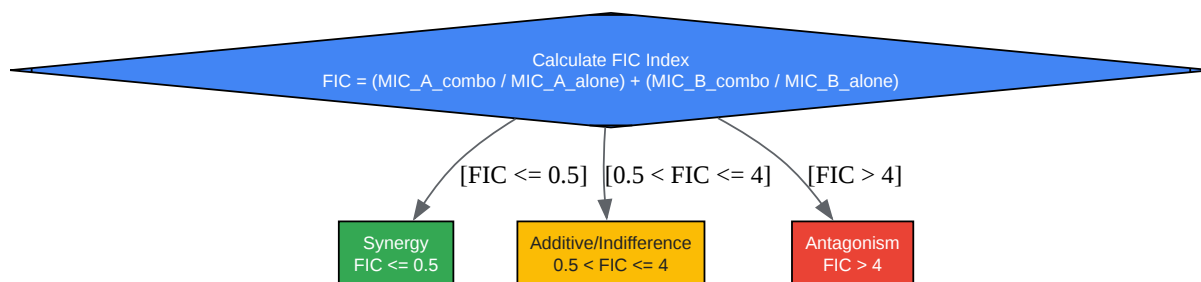 Calculate FIC Index
FIC = (MIC_A_combo / MIC_A_alone) + (MIC_B_combo / MIC_B_alone)
[FIC <= 0.5]
[0.5 < FIC <= 4]
[FIC > 4]
Synergy
FIC <= 0.5
Additive/Indifference
0.5 < FIC <= 4
Antagonism
FIC > 4